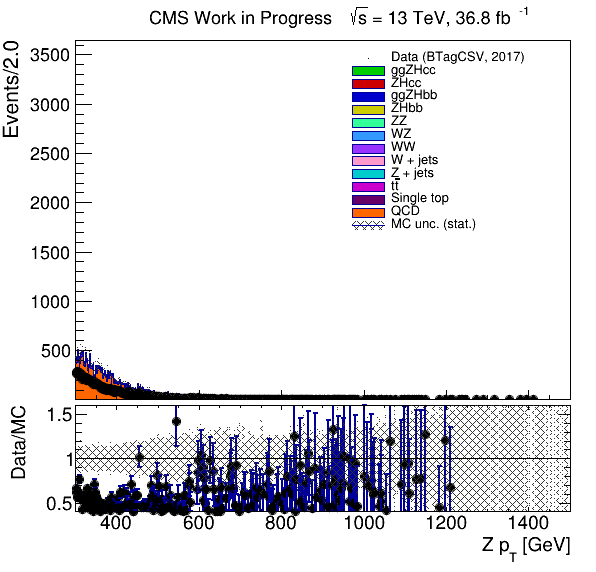 CMS Work in Progress √s = 13 TeV, 36.8 fb -1
Events/2.0
3500
3000
2500
2000
1500
1000
500
Data (BTagCSV, 2017)
ggZHcc
ZHcc
ggZHbb
ZHbb
ZZ
WZ
WW
W + jets
Z + jets
tt̅
Single top
QCD
MC unc. (stat.)
Data/MC
1.5
1
0.5
400 600 800 1000 1200 1400
Z pT [GeV]